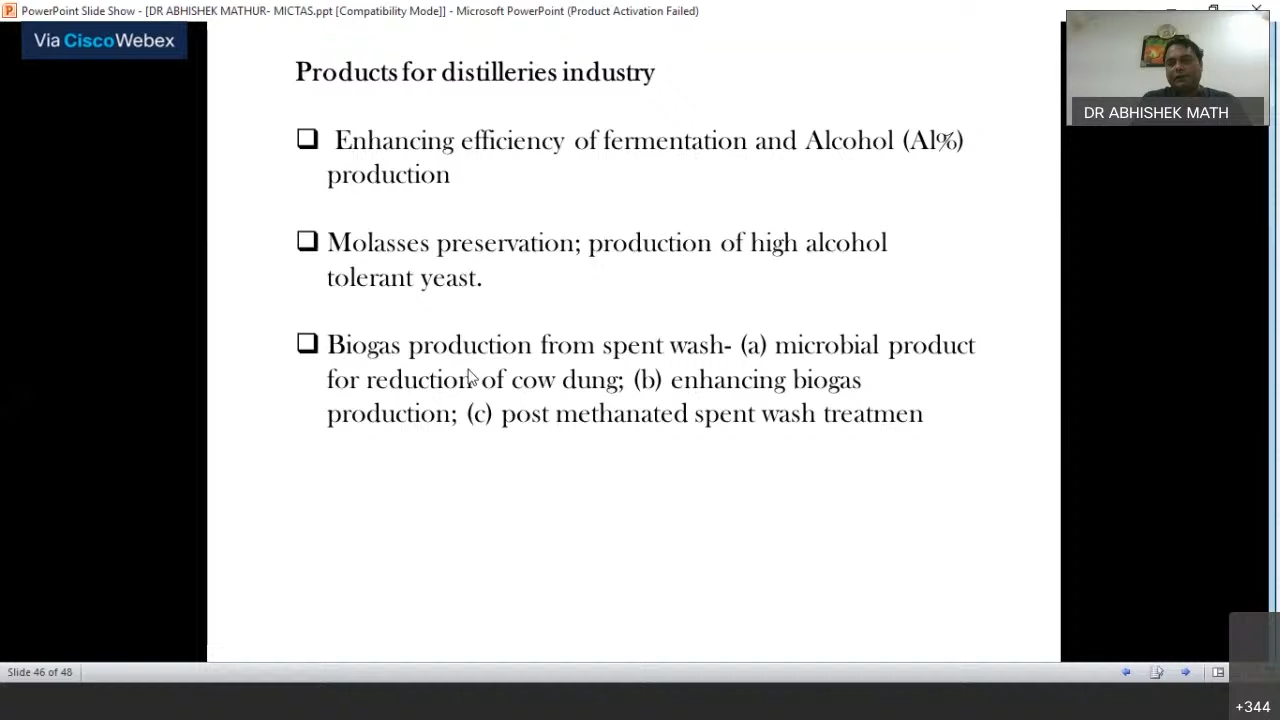 PowerPoint Slide Show - [DR ABHISHEK MATHUR- MICTAS.ppt [Compatibility Mode]] - Microsoft PowerPoint (Product Activation Failed)
Via CiscoWebex
DR ABHISHEK MATH
Products for distilleries industry
Enhancing efficiency of fermentation and Alcohol (Al%)
production
Molasses preservation; production of high alcohol
tolerant yeast.
Biogas production from spent wash- (a) microbial product
for reduction of cow dung; (b) enhancing biogas
production; (c) post methanated spent wash treatmen
Slide 46 of 48
+344